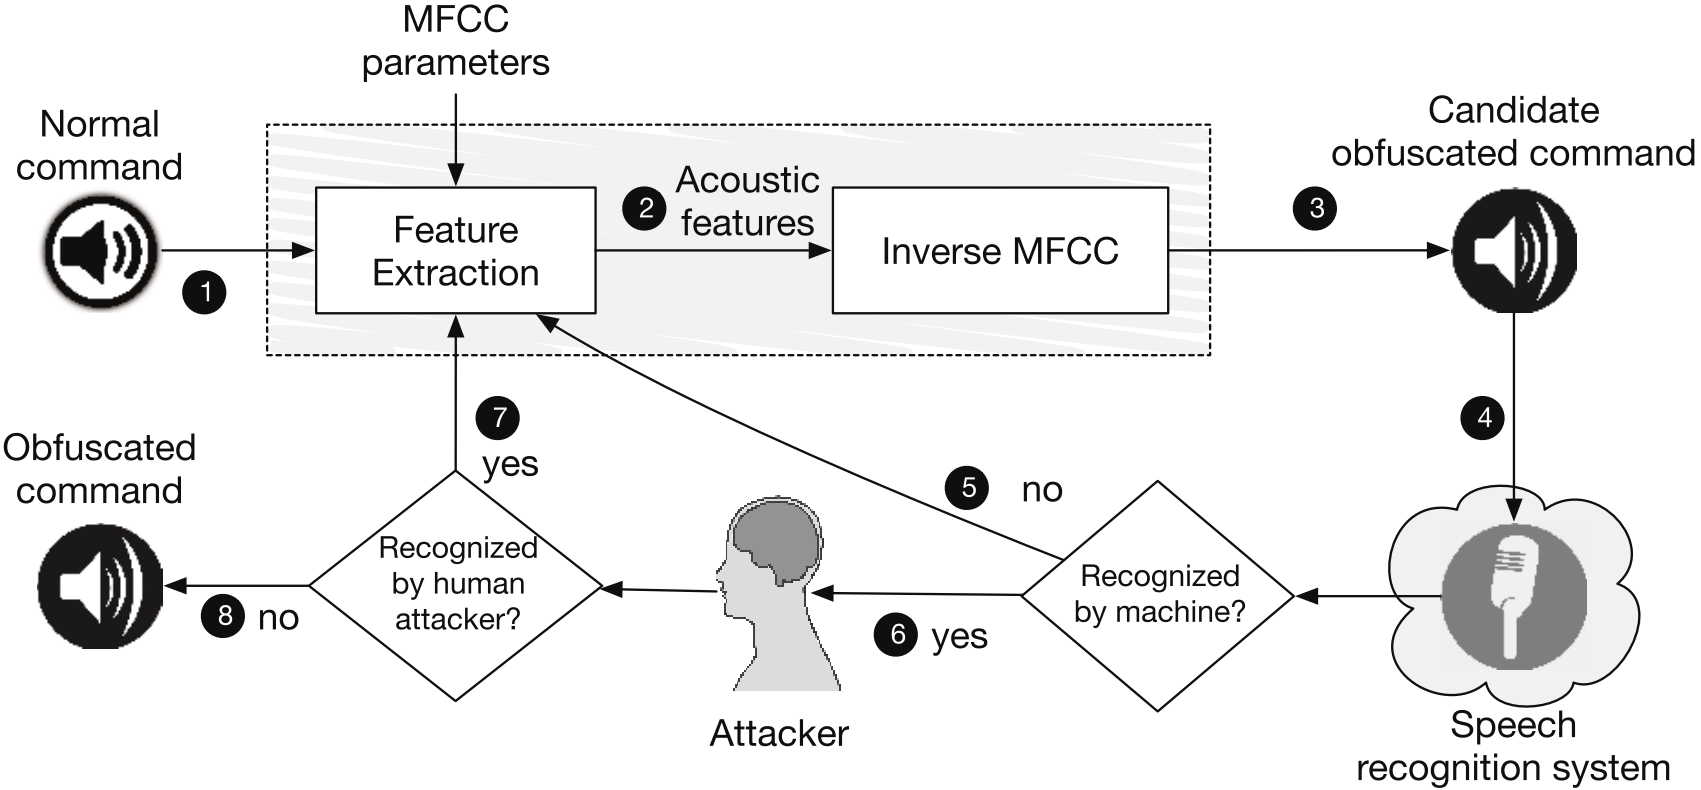 MFCC
parameters
Normal
command
1
Feature
Extraction
2
Acoustic
features
Inverse MFCC
3
Candidate
obfuscated command
4
Speech
recognition system
Recognized
by machine?
5 no
6 yes
Attacker
Recognized
by human
attacker?
7
yes
8 no
Obfuscated
command